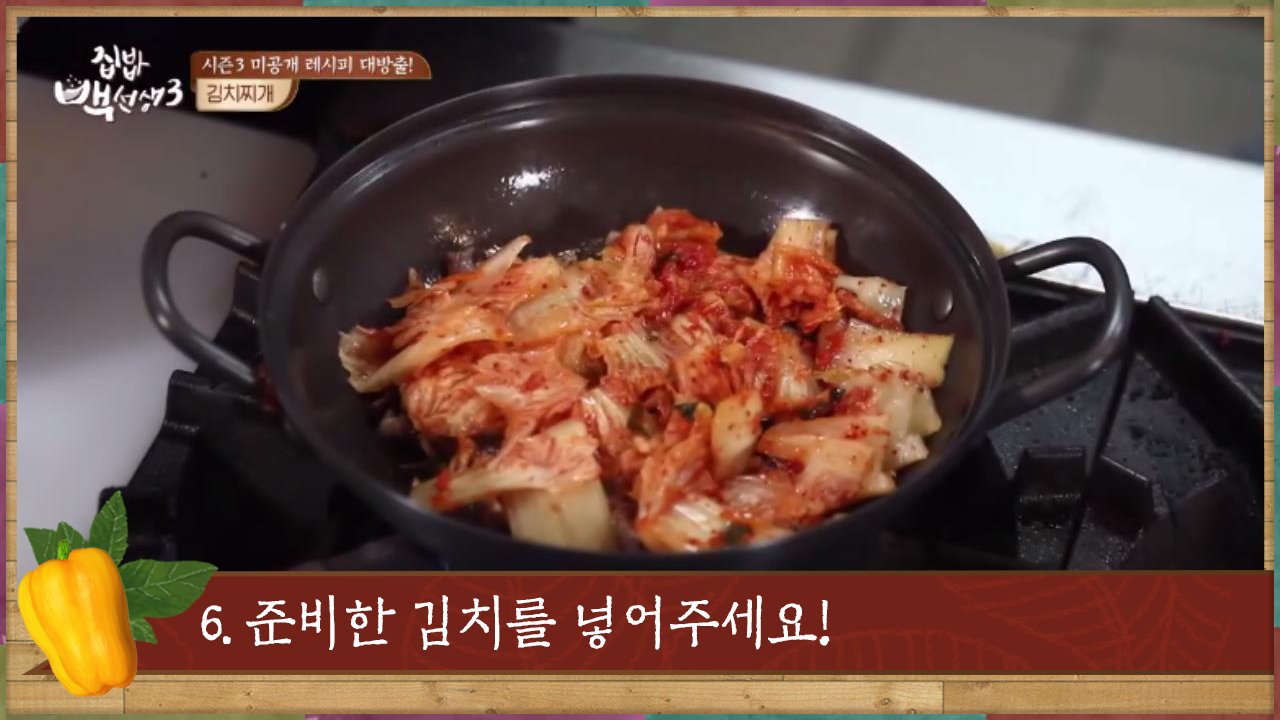 집밥
백선생3
시즌3 미공개 레시피 대방출!
김치찌개
6. 준비한 김치를 넣어주세요!